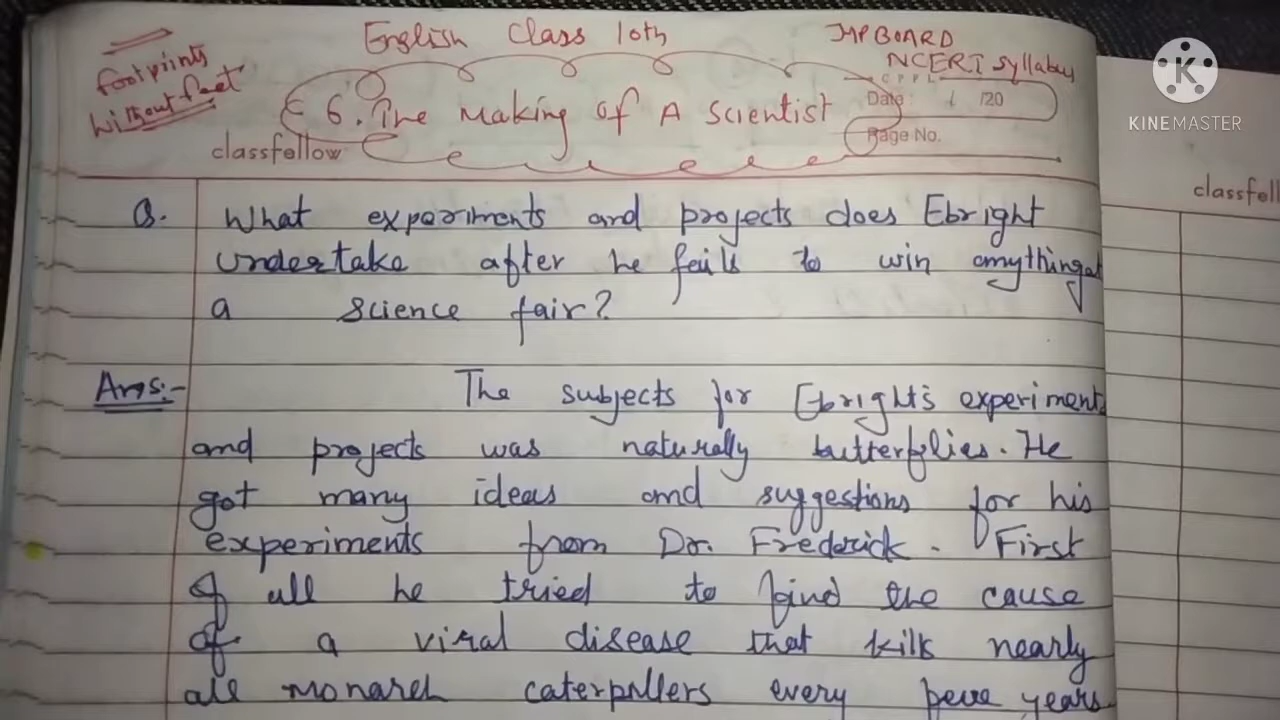 English Class 10th
MP BOARD
NCERT Syllabus
footprints
without feet
6. The Making of A Scientist
CPPL
Date: / /20
Page No.
classfellow
K
KINEMASTER
classfell
Q. What experiments and projects does Ebright
undertake after he fails to win anything at
a science fair?
Ans:- The subjects for Ebright's experiment
and projects was naturally butterflies. He
got many ideas and suggestions for his
experiments from Dr. Frederick. First
of all he tried to find the cause
of a viral disease that kills nearly
all monarch caterpillers every years